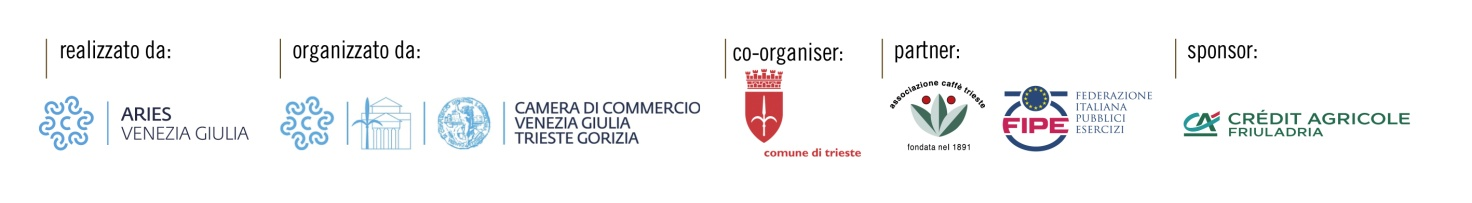 realizzato da:
ARIES
VENEZIA GIULIA
organizzato da:
CAMERA DI COMMERCIO
VENEZIA GIULIA
TRIESTE GORIZIA
co-organiser:
comune di trieste
partner:
associazione caffè trieste
fondata nel 1891
FIPE
FEDERAZIONE
ITALIANA
PUBBLICI
ESERCIZI
sponsor:
CA
CRÉDIT AGRICOLE
FRIULADRIA